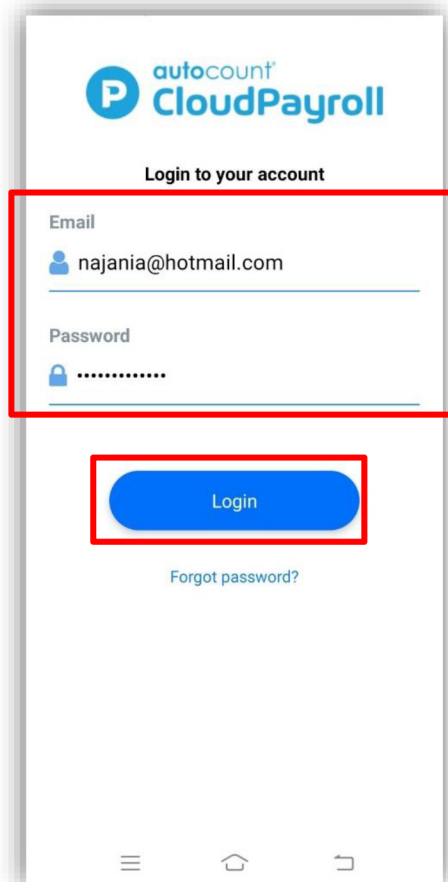 autocount
P CloudPayroll
Login to your account
Email
najania@hotmail.com
Password
•••••••••••••
Login
Forgot password?